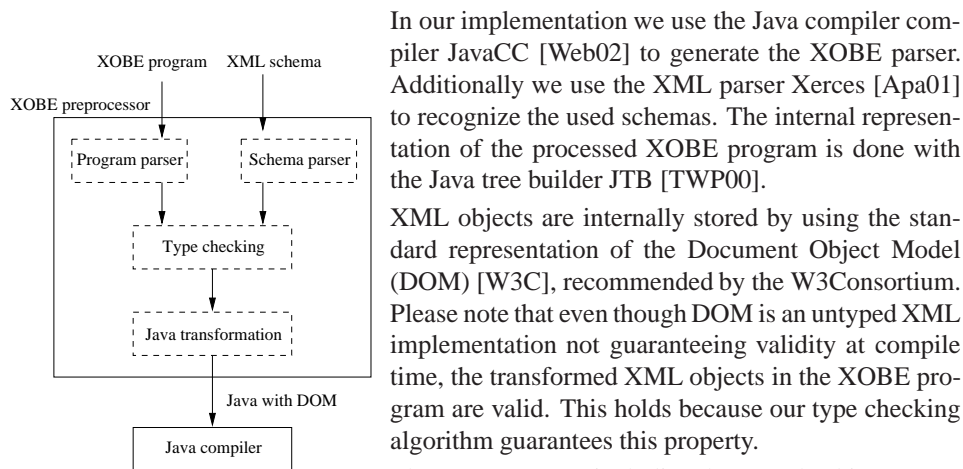 XOBE program
XML schema
XOBE preprocessor
Program parser
Schema parser
Type checking
Java transformation
Java with DOM
Java compiler
In our implementation we use the Java compiler com-
piler JavaCC [Web02] to generate the XOBE parser.
Additionally we use the XML parser Xerces [Apa01]
to recognize the used schemas. The internal represen-
tation of the processed XOBE program is done with
the Java tree builder JTB [TWP00].
XML objects are internally stored by using the stan-
dard representation of the Document Object Model
(DOM) [W3C], recommended by the W3Consortium.
Please note that even though DOM is an untyped XML
implementation not guaranteeing validity at compile
time, the transformed XML objects in the XOBE pro-
gram are valid. This holds because our type checking
algorithm guarantees this property.